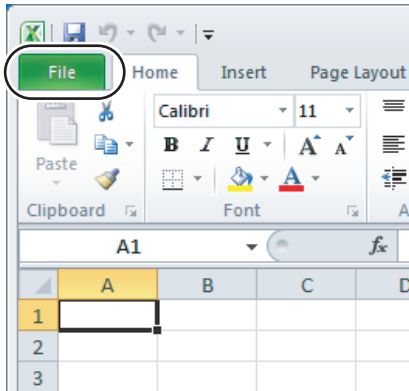 File Home Insert Page Layout
Calibri 11
B I U A A
Paste A
Clipboard Font
A1 fx
A B C D
1
2
3